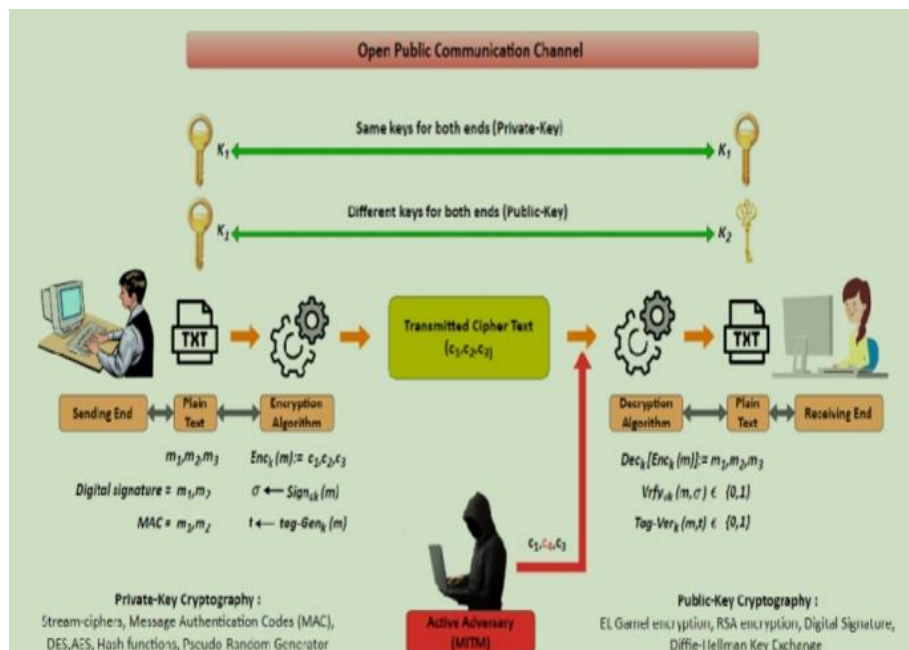 Open Public Communication Channel
Same keys for both ends (Private-Key)
K₁ K₁
Different keys for both ends (Public-Key)
K₁ K₂
TXT
Transmitted Cipher Text
(c₁,c₂,c₃)
TXT
Sending End
Plain
Text
Encryption
Algorithm
Decryption
Algorithm
Plain
Text
Receiving End
m₁,m₂,m₃ Encₖ(m):= c₁,c₂,c₃
Digital signature = m₁,m₂ σ ← Signₛₖ(m)
MAC = m₁,m₂ t ← tag-Genₖ(m)
Decₖ[Encₖ(m)]:= m₁,m₂,m₃
(m,σ) ∈ {0,1}
Tag-Verₖ(m,t) ∈ {0,1}
c₁,c₄,c₃
Active Adversary
(MITM)
Private-Key Cryptography :
Stream-ciphers, Message Authentication Codes (MAC),
DES,AES, Hash functions, Pseudo Random Generator
Public-Key Cryptography :
EL Gamel encryption, RSA encryption, Digital Signature,
Diffie-Hellman Key Exchange